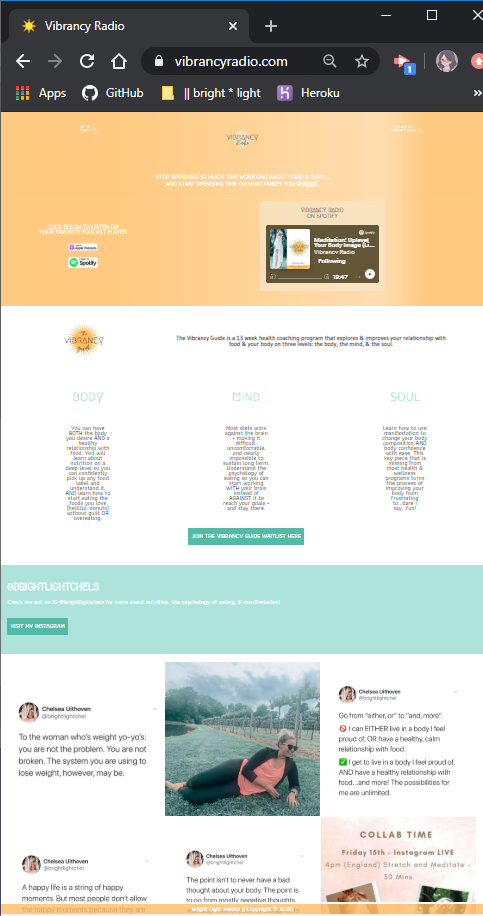 Vibrancy Radio
vibrancyradio.com
1
Apps
GitHub
|| bright * light
Heroku
»
VIBRANCY
Radio
STOP SPENDING SO MUCH TIME WORRYING ABOUT FOOD & BODY...
AND START SPENDING TIME ON WHAT MAKES YOU
CLICK BELOW TO LISTEN ON
YOUR FAVORITE PODCAST PLAYER
Apple Podcasts
Spotify
VIBRANCY RADIO
ON SPOTIFY
Spotify
Meditation: Uplevel
Your Body Image (Li...
Vibrancy Radio
Following
19:47
the
VIBRANCY
guide
The Vibrancy Guide is a 13 week health coaching program that explores & improves your relationship with
food & your body on three levels: the body, the mind, & the soul.
BODY
You can have
BOTH the body
you desire AND a
healthy
relationship with
food. You will
learn about
nutrition on a
deep level so you
can confidently
pick up any food
label and
understand it,
AND learn how to
start eating the
foods you love
(hellllo, donuts)
without guilt OR
overeating.
MIND
Most diets work
against the brain
- making it
difficult,
uncomfortable,
and nearly
impossible to
sustain long term.
Understand the
psychology of
eating so you can
start working
WITH your brain
instead of
AGAINST it to
reach your goals -
and stay there.
SOUL
Learn how to use
manifestation to
change your body
composition AND
body confidence
with ease. This
key piece that is
missing from
most health &
wellness
programs turns
the process of
improving your
body from
frustrating
to...dare I
say...fun!
JOIN THE VIBRANCY GUIDE WAITLIST HERE
@BRIGHTLIGHTCHELS
Check me out on IG @brightlightchels for more about nutrition, the psychology of eating, & manifestation!
VISIT MY INSTAGRAM
Chelsea Uithoven
@brightlightchel
To the woman who's weight yo-yo's:
you are not the problem. You are not
broken. The system you are using to
lose weight, however, may be.
Chelsea Uithoven
@brightlightchel
Go from "either, or" to "and, more".
🚫 I can EITHER live in a body I feel
proud of, OR have a healthy, calm
relationship with food.
✅ I get to live in a body I feel proud of,
AND have a healthy relationship with
food...and more! The possibilities for
me are unlimited.
Chelsea Uithoven
@brightlightchel
A happy life is a string of happy
moments. But most people don't allow
the happy moments because they are
Chelsea Uithoven
@brightlightchel
The point isn't to never have a bad
thought about your body. The point is
to go from mostly negative thoughts
COLLAB TIME
Friday 15th - Instagram LIVE
4pm (England) Stretch and Meditate -
30 Mins
Bright Light Health || Copyright © 2020